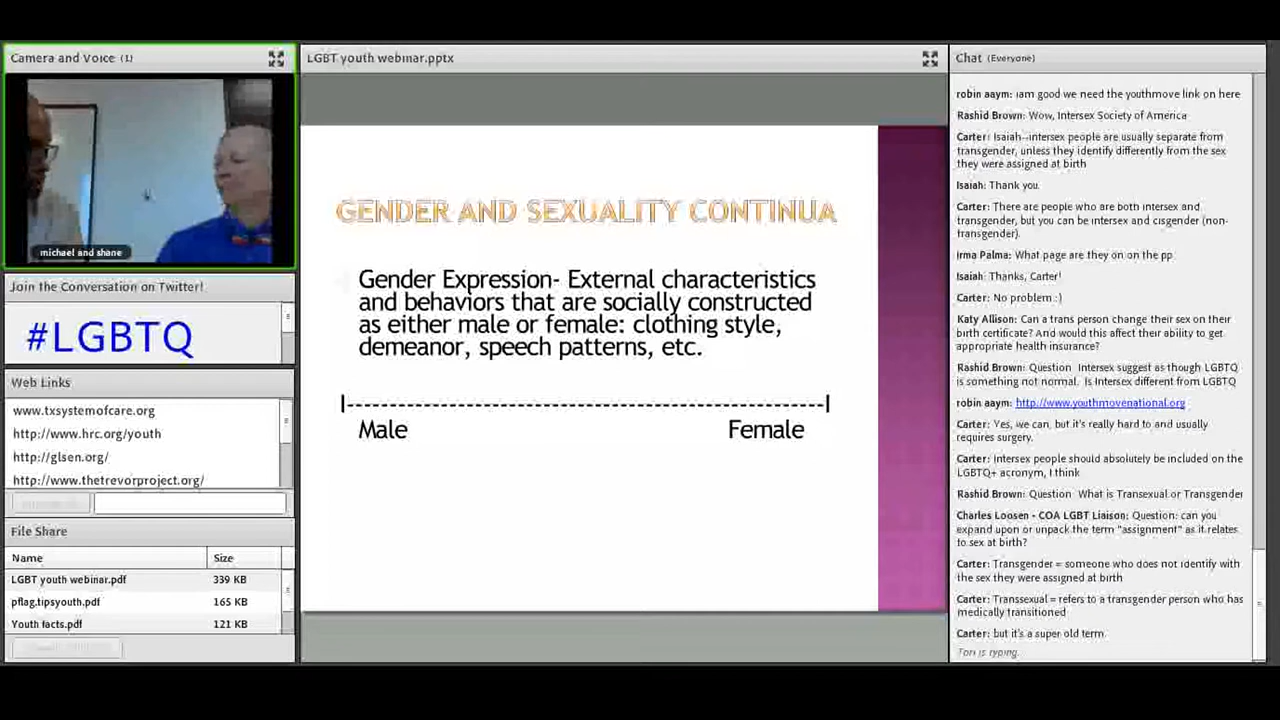 Camera and Voice (1)
michael and shane
Join the Conversation on Twitter!
#LGBTQ
Web Links
www.txsystemofcare.org
http://www.hrc.org/youth
http://glsen.org/
http://www.thetrevorproject.org/
File Share
Name Size
LGBT youth webinar.pdf 339 KB
pflag.tipsyouth.pdf 165 KB
Youth facts.pdf 121 KB
LGBT youth webinar.pptx
GENDER AND SEXUALITY CONTINUA
Gender Expression- External characteristics
and behaviors that are socially constructed
as either male or female: clothing style,
demeanor, speech patterns, etc.
Male Female
Chat (Everyone)
robin aaym: iam good we need the youthmove link on here
Rashid Brown: Wow, Intersex Society of America
Carter: Isaiah--intersex people are usually separate from
transgender, unless they identify differently from the sex
they were assigned at birth
Isaiah: Thank you.
Carter: There are people who are both intersex and
transgender, but you can be intersex and cisgender (non-
transgender).
Irma Palma: What page are they on on the pp
Isaiah: Thanks, Carter!
Carter: No problem :)
Katy Allison: Can a trans person change their sex on their
birth certificate? And would this affect their ability to get
appropriate health insurance?
Rashid Brown: Question Intersex suggest as though LGBTQ
is something not normal. Is Intersex different from LGBTQ
robin aaym: http://www.youthmovenational.org
Carter: Yes, we can, but it's really hard to and usually
requires surgery.
Carter: Intersex people should absolutely be included on the
LGBTQ+ acronym, I think
Rashid Brown: Question What is Transexual or Transgender
Charles Loosen - COA LGBT Liaison: Question: can you
expand upon or unpack the term "assignment" as it relates
to sex at birth?
Carter: Transgender = someone who does not identify with
the sex they were assigned at birth
Carter: Transsexual = refers to a transgender person who has
medically transitioned
Carter: but it's a super old term
Tori is typing.